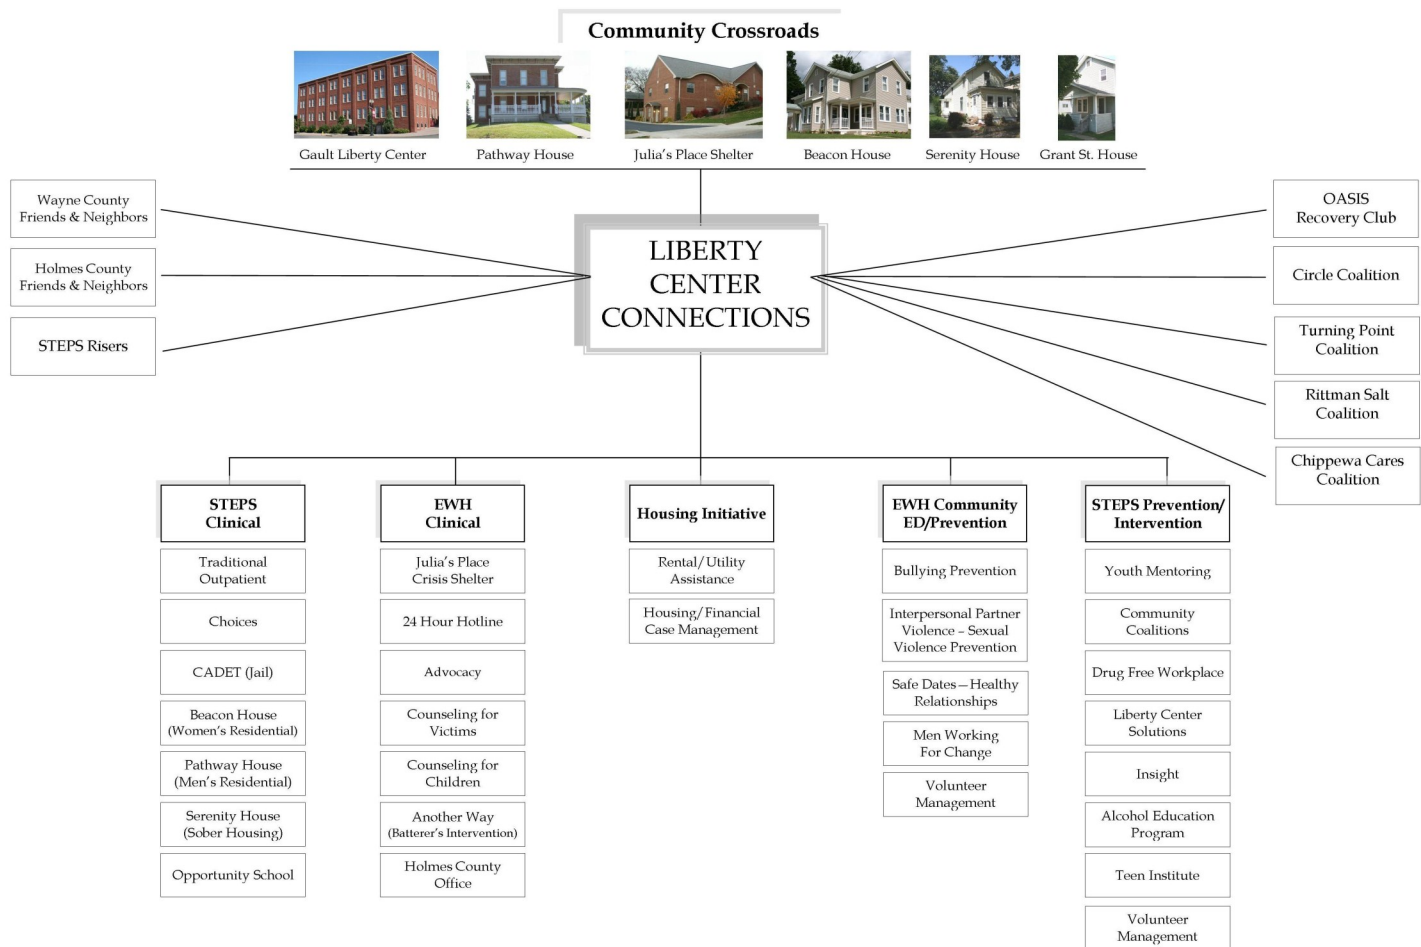 Community Crossroads
Gault Liberty Center
Pathway House
Julia's Place Shelter
Beacon House
Serenity House
Grant St. House
Wayne County
Friends & Neighbors
Holmes County
Friends & Neighbors
STEPS Risers
LIBERTY
CENTER
CONNECTIONS
OASIS
Recovery Club
Circle Coalition
Turning Point
Coalition
Rittman Salt
Coalition
Chippewa Cares
Coalition
STEPS
Clinical
Traditional
Outpatient
Choices
CADET (Jail)
Beacon House
(Women's Residential)
Pathway House
(Men's Residential)
Serenity House
(Sober Housing)
Opportunity School
EWH
Clinical
Julia's Place
Crisis Shelter
24 Hour Hotline
Advocacy
Counseling for
Victims
Counseling for
Children
Another Way
(Batterer's Intervention)
Holmes County
Office
Housing Initiative
Rental/Utility
Assistance
Housing/Financial
Case Management
EWH Community
ED/Prevention
Bullying Prevention
Interpersonal Partner
Violence – Sexual
Violence Prevention
Safe Dates—Healthy
Relationships
Men Working
For Change
Volunteer
Management
STEPS Prevention/
Intervention
Youth Mentoring
Community
Coalitions
Drug Free Workplace
Liberty Center
Solutions
Insight
Alcohol Education
Program
Teen Institute
Volunteer
Management